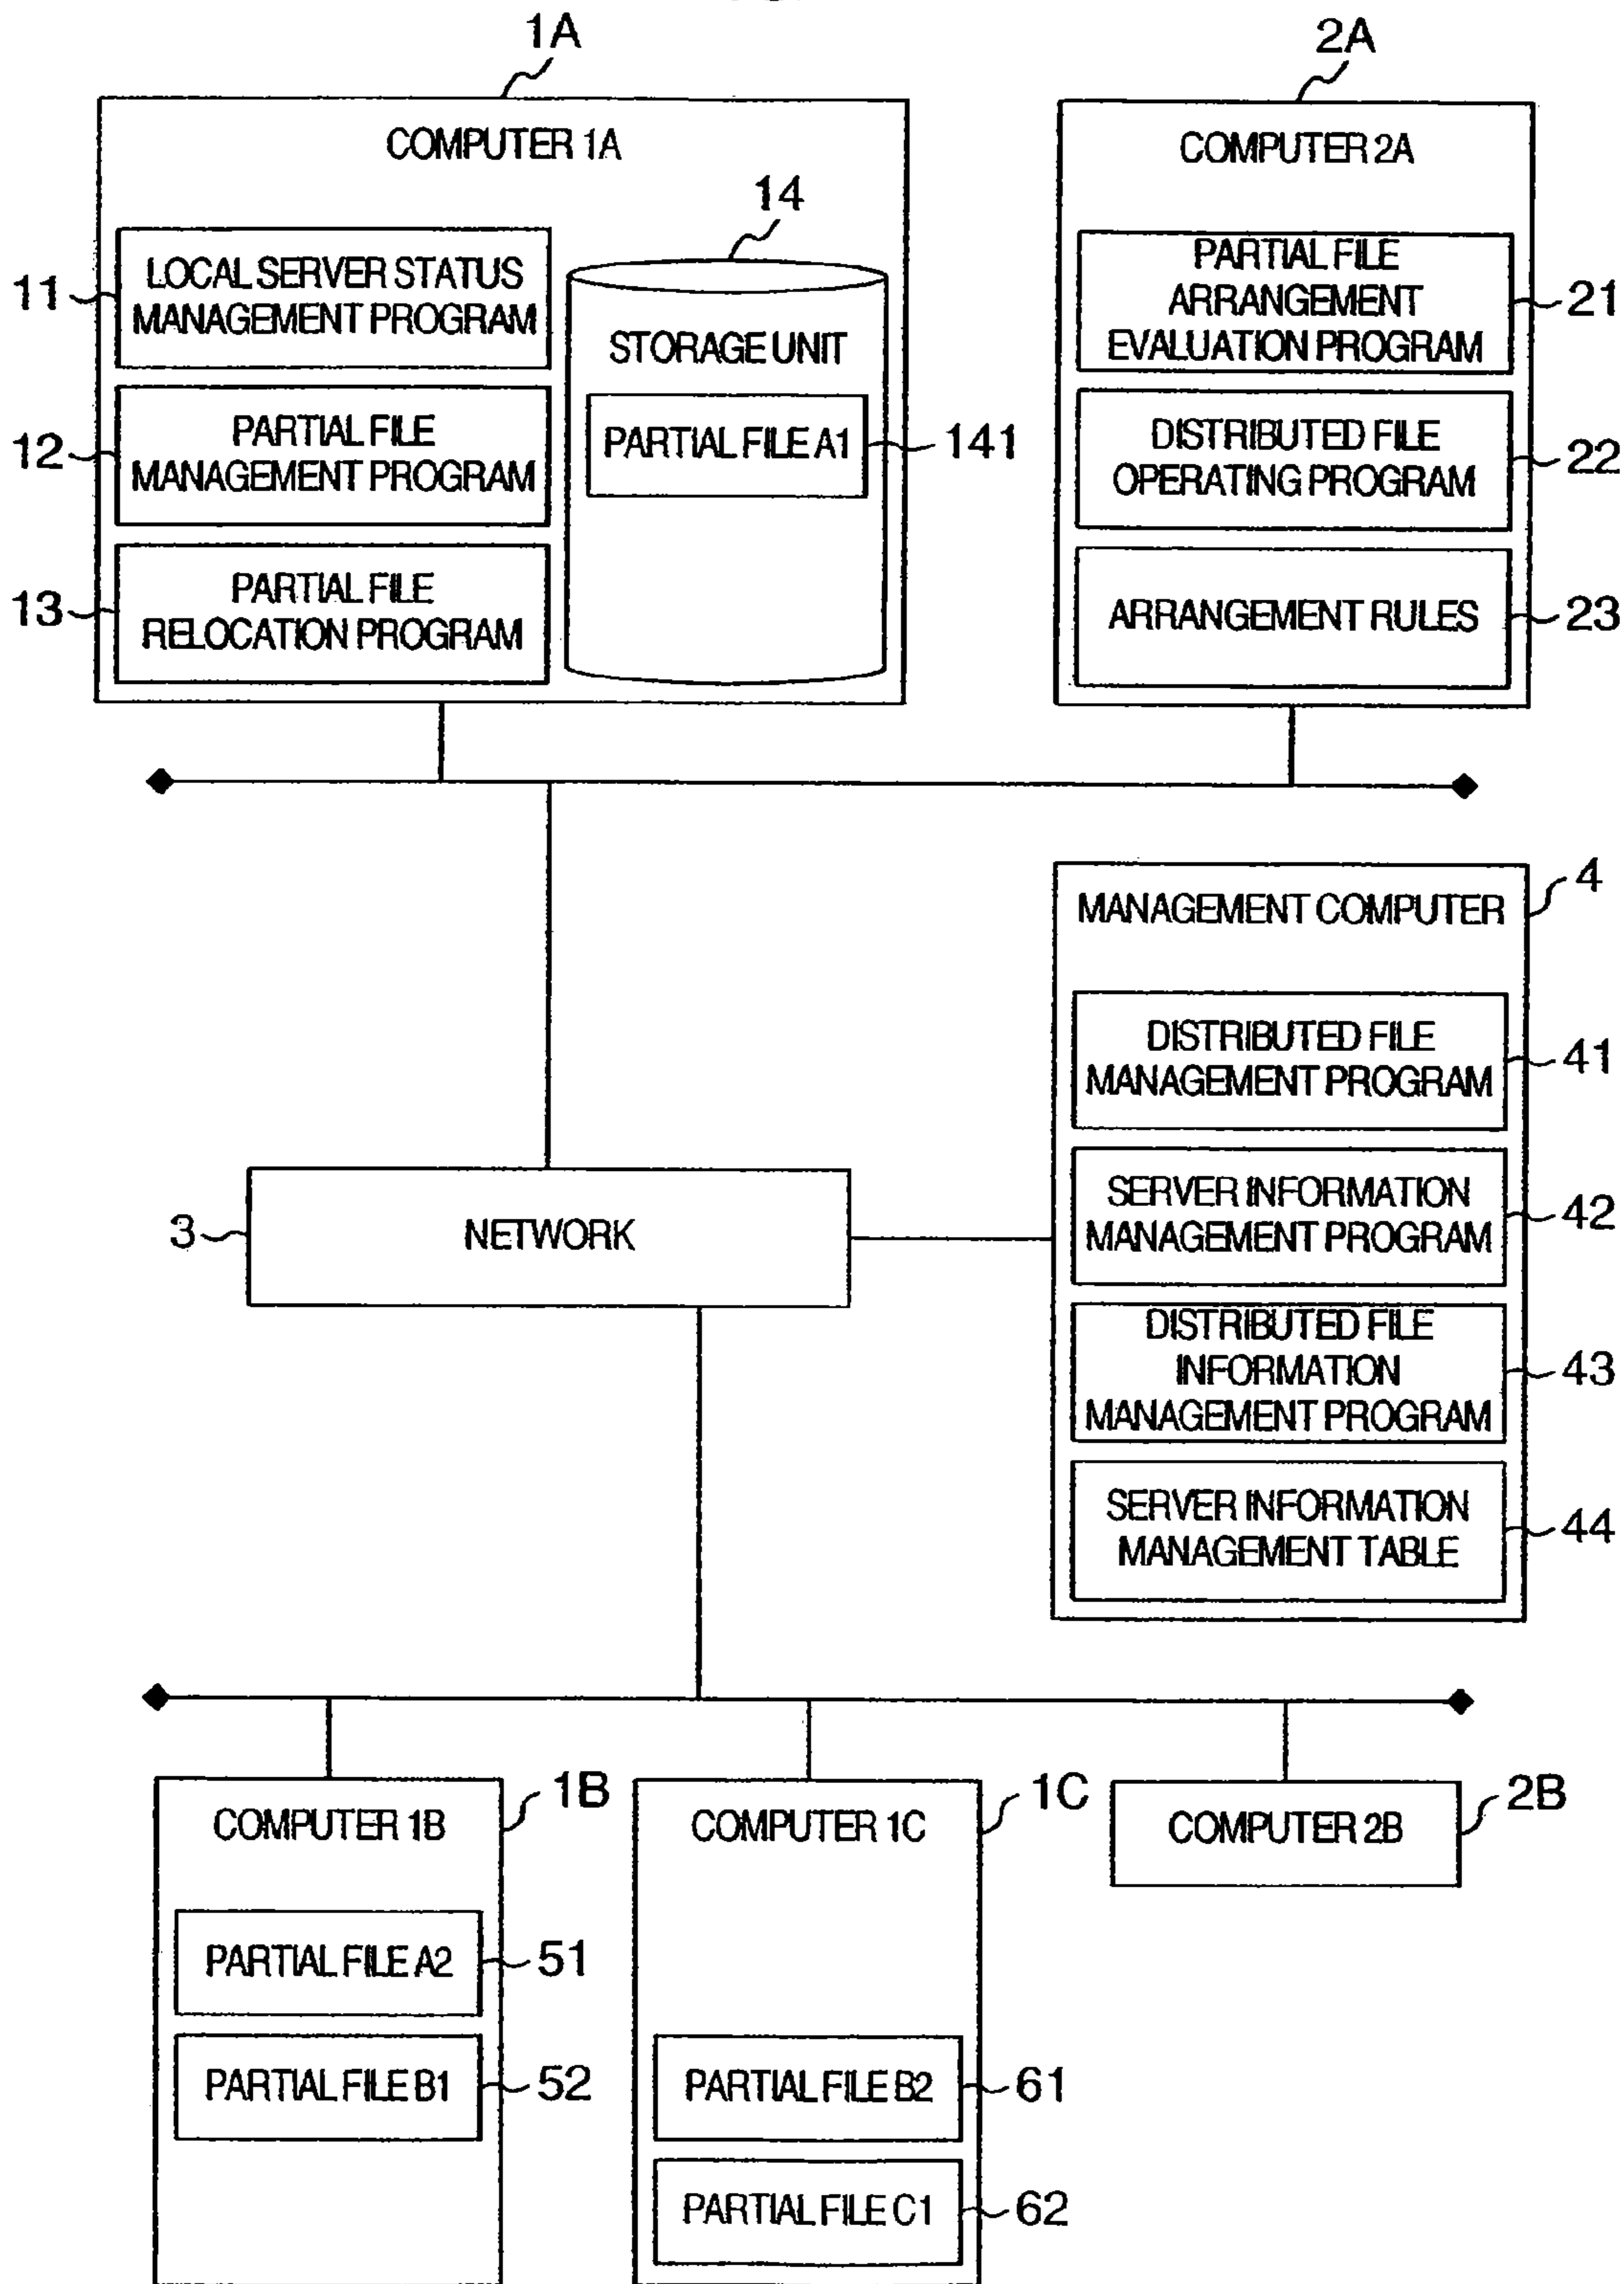 1A
2A
COMPUTER 1A
COMPUTER 2A
14
11
LOCAL SERVER STATUS
MANAGEMENT PROGRAM
12
PARTIAL FILE
MANAGEMENT PROGRAM
13
PARTIAL FILE
RELOCATION PROGRAM
STORAGE UNIT
PARTIAL FILE A1
141
PARTIAL FILE
ARRANGEMENT
EVALUATION PROGRAM
21
DISTRIBUTED FILE
OPERATING PROGRAM
22
ARRANGEMENT RULES
23
MANAGEMENT COMPUTER
4
DISTRIBUTED FILE
MANAGEMENT PROGRAM
41
SERVER INFORMATION
MANAGEMENT PROGRAM
42
DISTRIBUTED FILE
INFORMATION
MANAGEMENT PROGRAM
43
SERVER INFORMATION
MANAGEMENT TABLE
44
3
NETWORK
COMPUTER 1B
1B
PARTIAL FILE A2
51
PARTIAL FILE B1
52
COMPUTER 1C
1C
PARTIAL FILE B2
61
PARTIAL FILE C1
62
COMPUTER 2B
2B